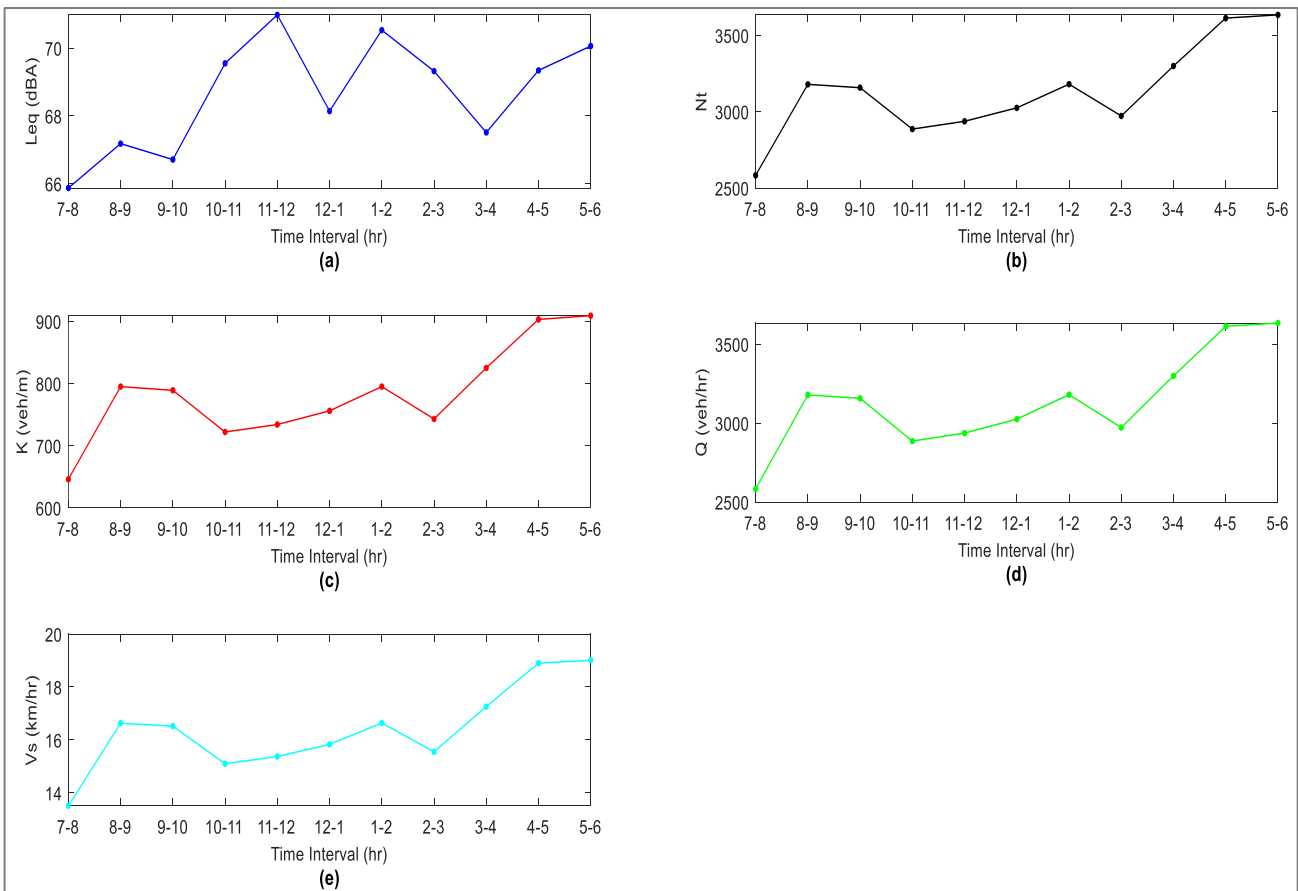 Leq (dBA)
70
68
66
7-8 8-9 9-10 10-11 11-12 12-1 1-2 2-3 3-4 4-5 5-6
Time Interval (hr)
(a)
Nt
3500
3000
2500
7-8 8-9 9-10 10-11 11-12 12-1 1-2 2-3 3-4 4-5 5-6
Time Interval (hr)
(b)
K (veh/m)
900
800
700
600
7-8 8-9 9-10 10-11 11-12 12-1 1-2 2-3 3-4 4-5 5-6
Time Interval (hr)
(c)
Q (veh/hr)
3500
3000
2500
7-8 8-9 9-10 10-11 11-12 12-1 1-2 2-3 3-4 4-5 5-6
Time Interval (hr)
(d)
Vs (km/hr)
20
18
16
14
7-8 8-9 9-10 10-11 11-12 12-1 1-2 2-3 3-4 4-5 5-6
Time Interval (hr)
(e)